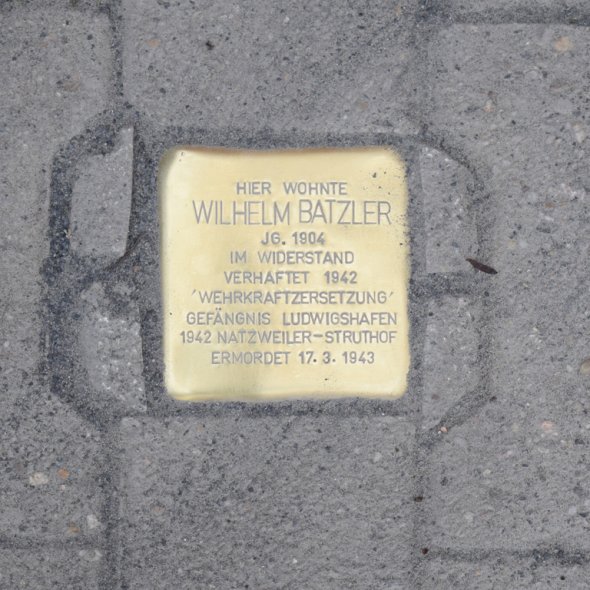 HIER WOHNTE
WILHELM BATZLER
JG. 1904
IM WIDERSTAND
VERHAFTET 1942
'WEHRKRAFTZERSETZUNG'
GEFÄNGNIS LUDWIGSHAFEN
1942 NATZWEILER-STRUTHOF
ERMORDET 17. 3. 1943